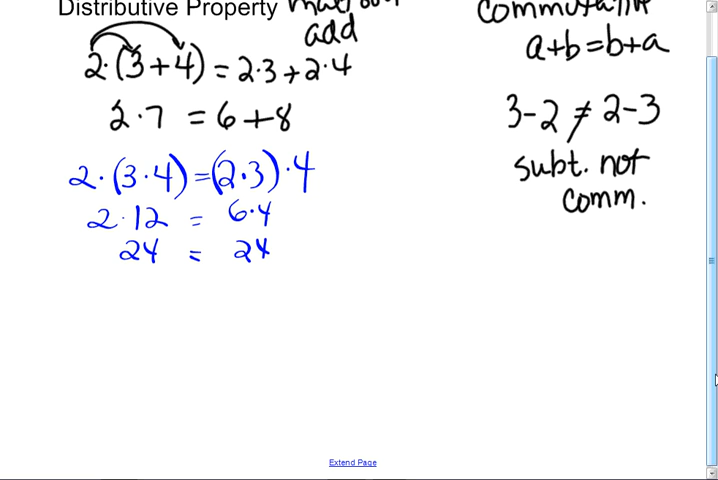 Distributive Property
add
2·(3+4)=2·3+2·4
2·7 = 6+8
2·(3·4)=(2·3)·4
2·12 = 6·4
24 = 24
commutative
a+b=b+a
3-2≠2-3
subt. not
comm.
Extend Page